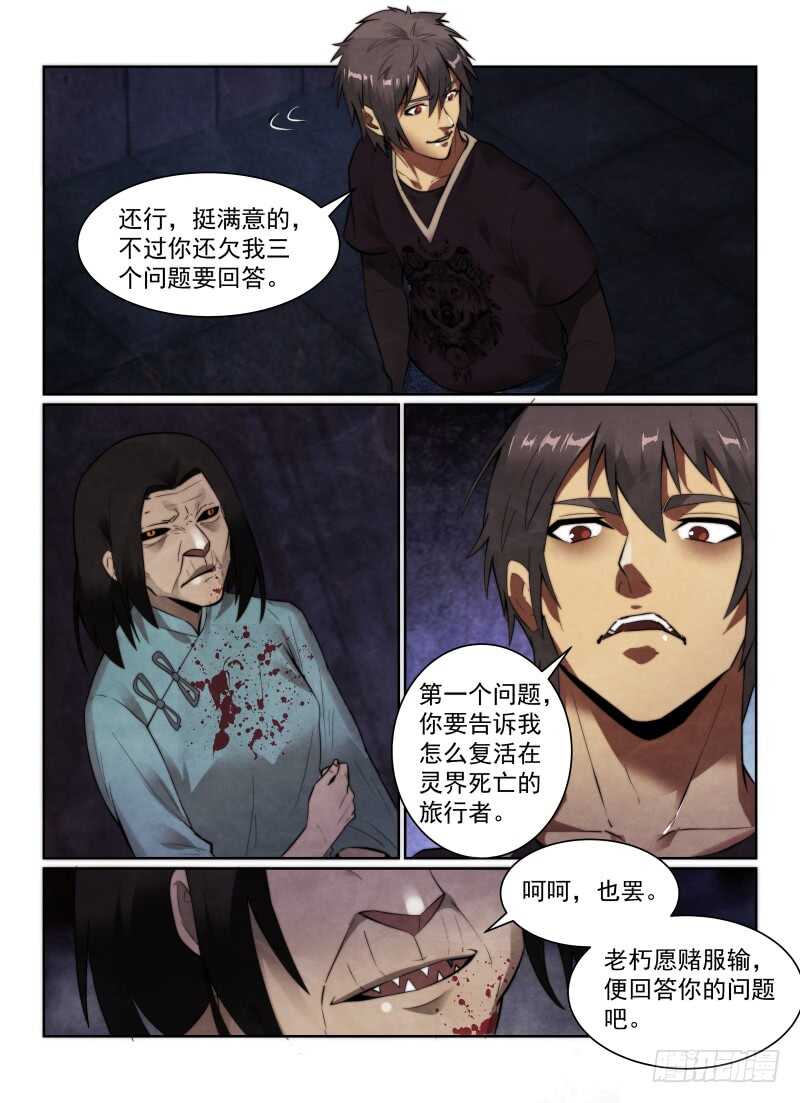 还行，挺满意的，
不过你还欠我三
个问题要回答。
第一个问题，
你要告诉我
怎么复活在
灵界死亡的
旅行者。
呵呵，也罢。
老朽愿赌服输，
便回答你的问题
吧。
腾讯动漫